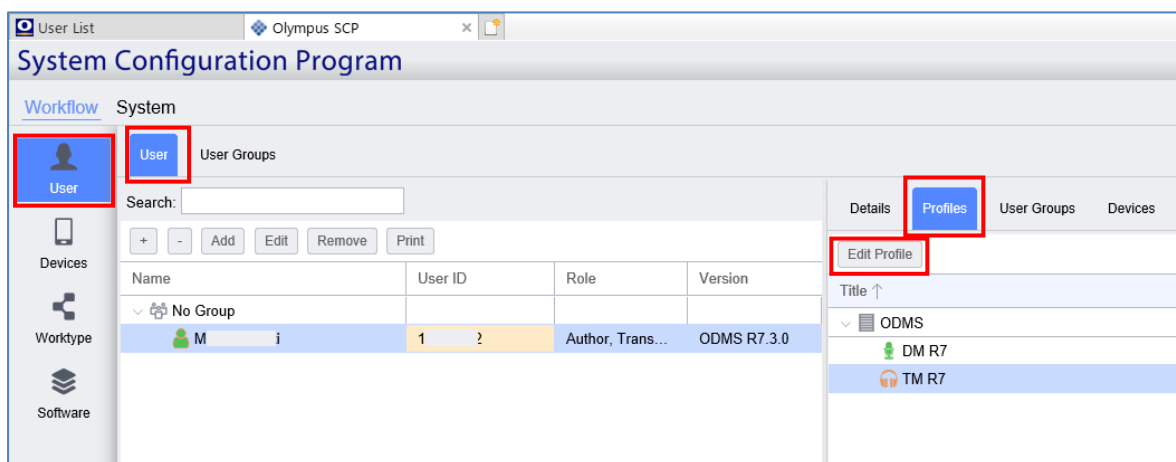 User List
Olympus SCP
System Configuration Program
Workflow System
User
Devices
Worktype
Software
User User Groups
Search:
+ - Add Edit Remove Print
Name User ID Role Version
No Group
M i 1 2 Author, Trans... ODMS R7.3.0
Details Profiles User Groups Devices
Edit Profile
Title ↑
ODMS
DM R7
TM R7